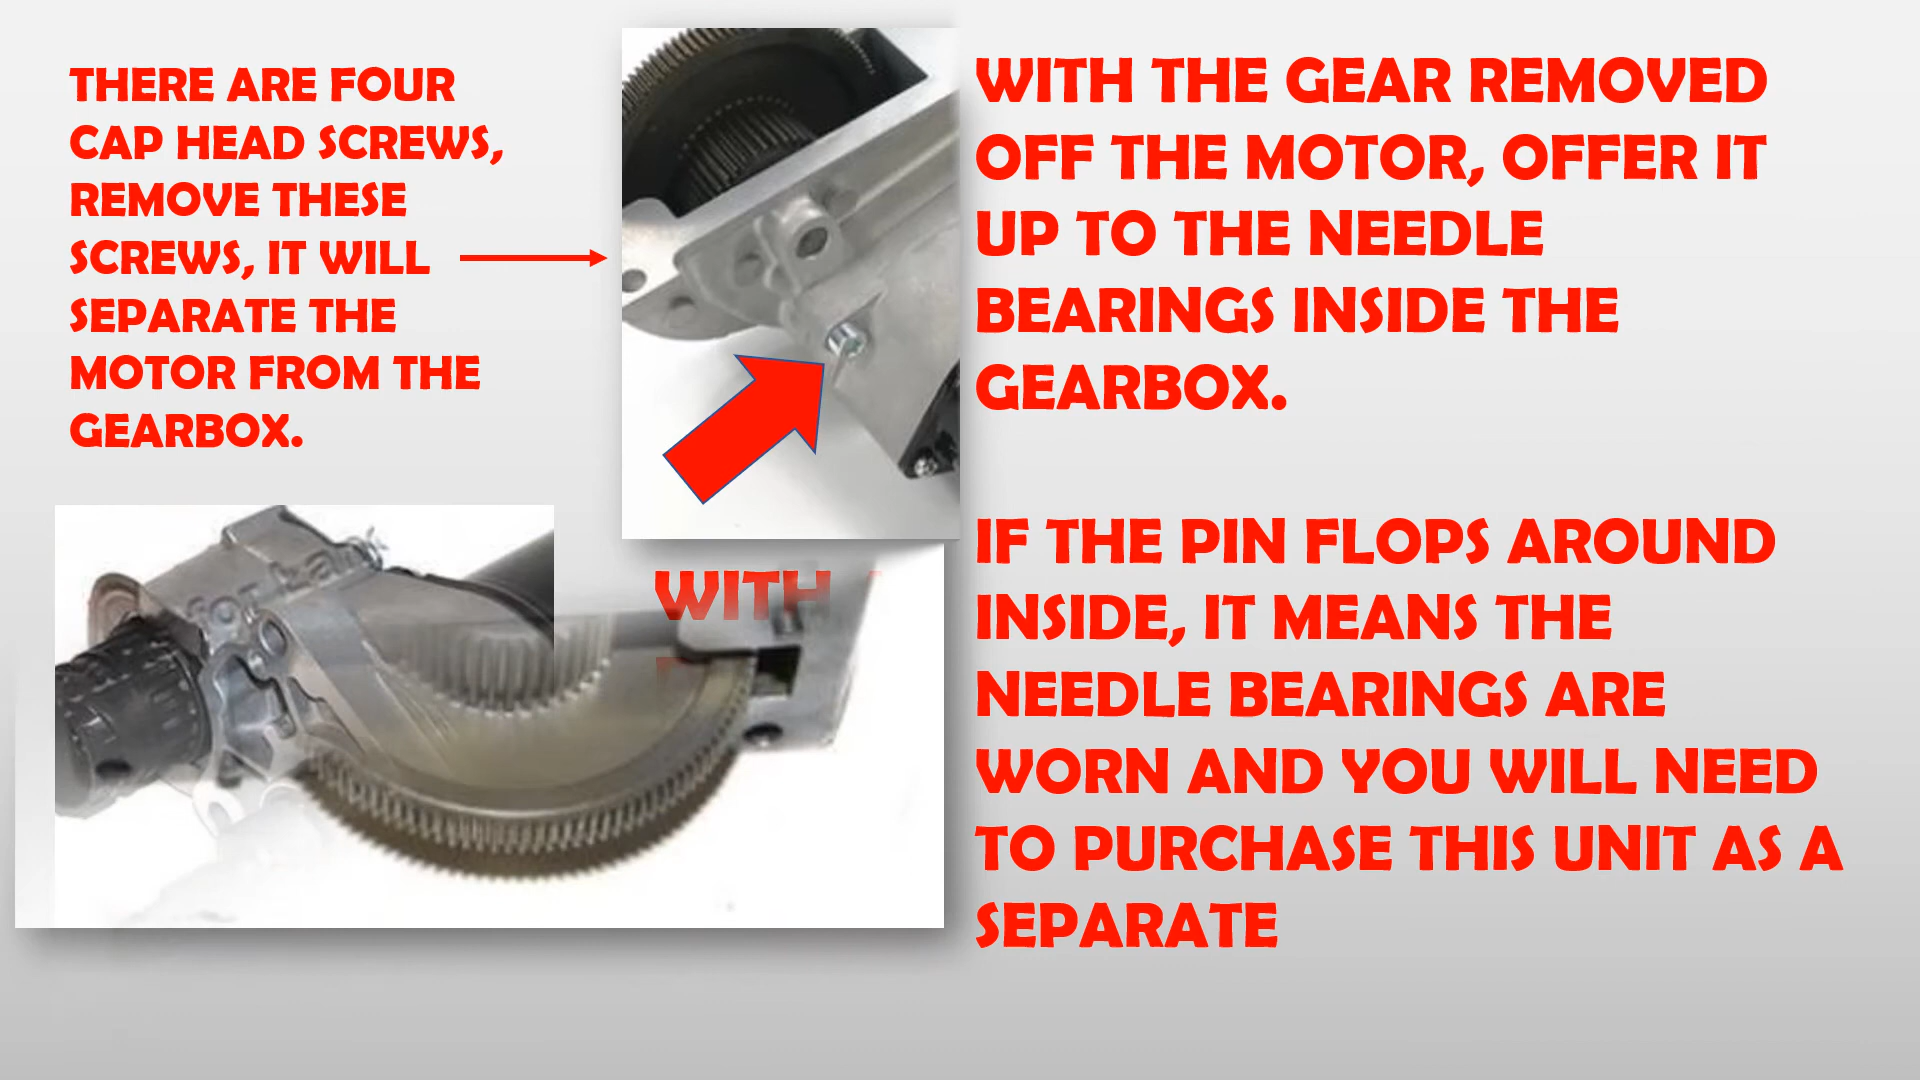 THERE ARE FOUR
CAP HEAD SCREWS,
REMOVE THESE
SCREWS, IT WILL
SEPARATE THE
MOTOR FROM THE
GEARBOX.
WITH THE GEAR REMOVED
OFF THE MOTOR, OFFER IT
UP TO THE NEEDLE
BEARINGS INSIDE THE
GEARBOX.
IF THE PIN FLOPS AROUND
INSIDE, IT MEANS THE
NEEDLE BEARINGS ARE
WORN AND YOU WILL NEED
TO PURCHASE THIS UNIT AS A
SEPARATE
WITH